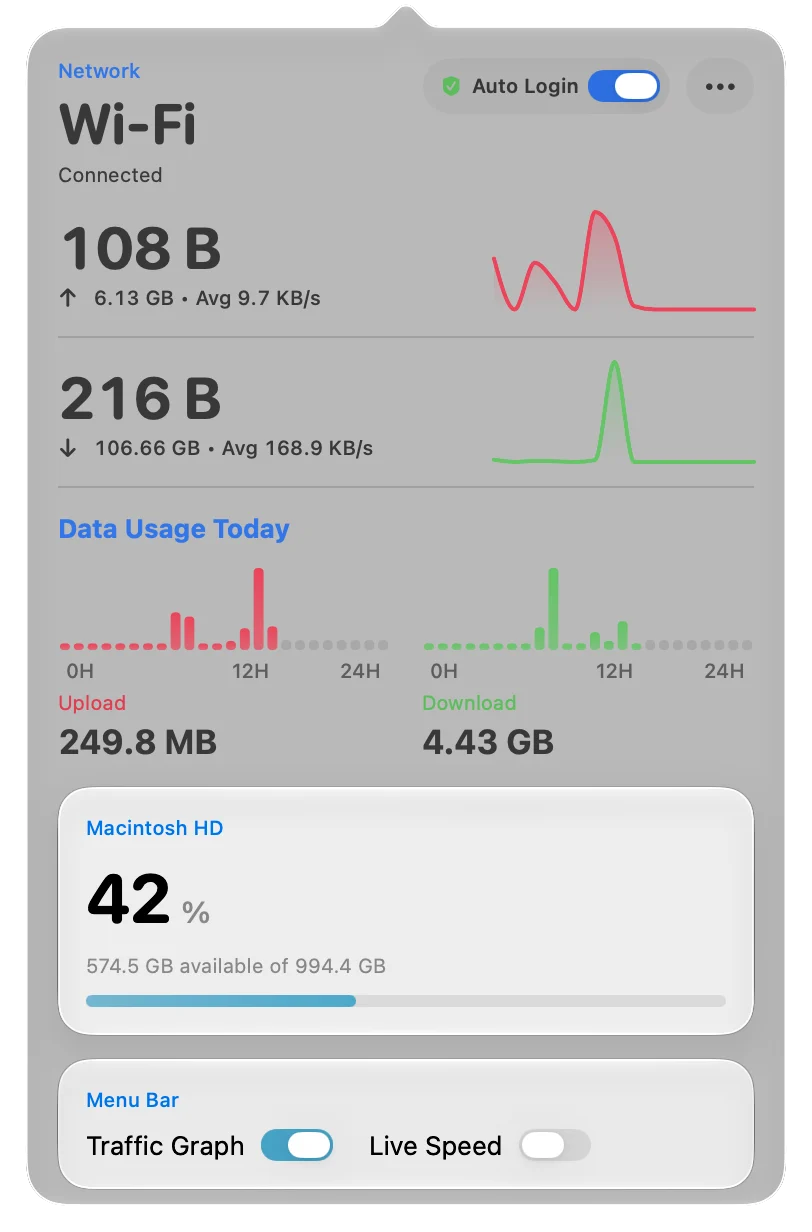 Network
Auto Login
Wi-Fi
Connected
108 B
↑ 6.13 GB • Avg 9.7 KB/s
216 B
↓ 106.66 GB • Avg 168.9 KB/s
Data Usage Today
0H 12H 24H
0H 12H 24H
Upload
249.8 MB
Download
4.43 GB
Macintosh HD
42 %
574.5 GB available of 994.4 GB
Menu Bar
Traffic Graph
Live Speed